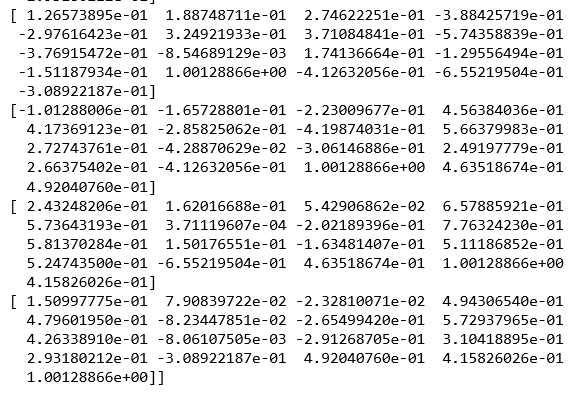 [ 1.26573895e-01  1.88748711e-01  2.74622251e-01 -3.88425719e-01
 -2.97616423e-01  3.24921933e-01  3.71084841e-01 -5.74358839e-01
 -3.76915472e-01 -8.54689129e-03  1.74136664e-01 -1.29556494e-01
 -1.51187934e-01  1.00128866e+00 -4.12632056e-01 -6.55219504e-01
 -3.08922187e-01]
[-1.01288006e-01 -1.65728801e-01 -2.23009677e-01  4.56384036e-01
  4.17369123e-01 -2.85825062e-01 -4.19874031e-01  5.66379983e-01
  2.72743761e-01 -4.28870629e-02 -3.06146886e-01  2.49197779e-01
  2.66375402e-01 -4.12632056e-01  1.00128866e+00  4.63518674e-01
  4.92040760e-01]
[ 2.43248206e-01  1.62016688e-01  5.42906862e-02  6.57885921e-01
  5.73643193e-01  3.71119607e-04 -2.02189396e-01  7.76324230e-01
  5.81370284e-01  1.50176551e-01 -1.63481407e-01  5.11186852e-01
  5.24743500e-01 -6.55219504e-01  4.63518674e-01  1.00128866e+00
  4.15826026e-01]
[ 1.50997775e-01  7.90839722e-02 -2.32810071e-02  4.94306540e-01
  4.79601950e-01 -8.23447851e-02 -2.65499420e-01  5.72937965e-01
  4.26338910e-01 -8.06107505e-03 -2.91268705e-01  3.10418895e-01
  2.93180212e-01 -3.08922187e-01  4.92040760e-01  4.15826026e-01
  1.00128866e+00]]